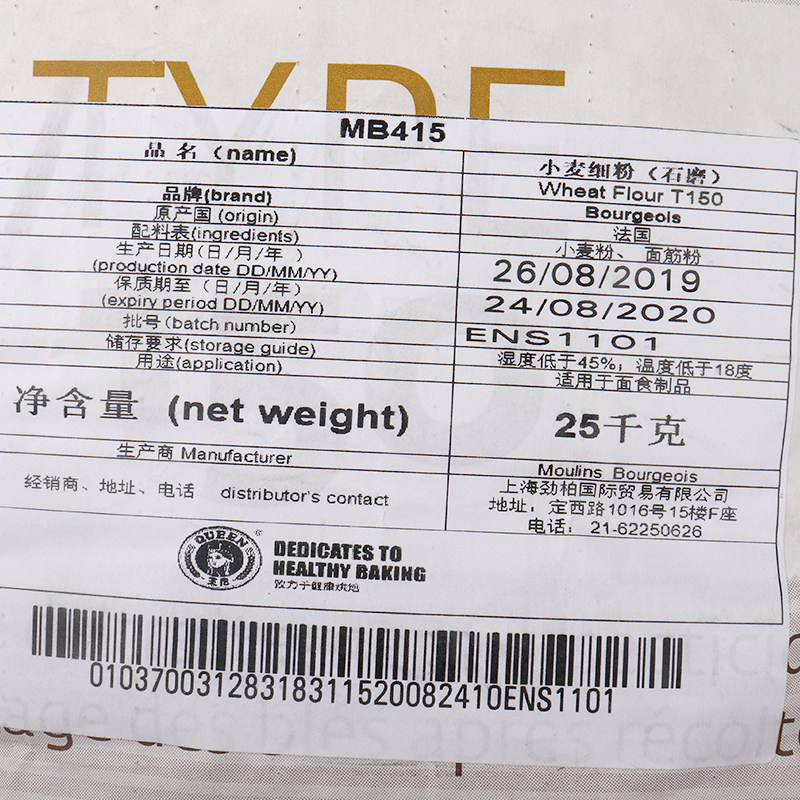 TYPE
MB415
品 名 (name) 小麦细粉(石磨)
Wheat Flour T150
品牌(brand) Bourgeois
原产国 (origin) 法国
配料表(ingredients) 小麦粉、面筋粉
生产日期(日/月/年)
(production date DD/MM/YY) 26/08/2019
保质期至(日/月/年)
(expiry period DD/MM/YY) 24/08/2020
批号(batch number) ENS1101
储存要求(storage guide) 湿度低于45%;温度低于18度
用途(application) 适用于面食制品
净含量 (net weight) 25千克
生产商 Manufacturer Moulins Bourgeois
经销商、地址、电话 distributor's contact 上海劲柏国际贸易有限公司
地址: 定西路1016号15楼F座
电话: 21-62250626
QUEEN ®
DEDICATES TO
HEALTHY BAKING
致力于健康烘焙
01037003128318311520082410ENS1101
age des blés après récolte